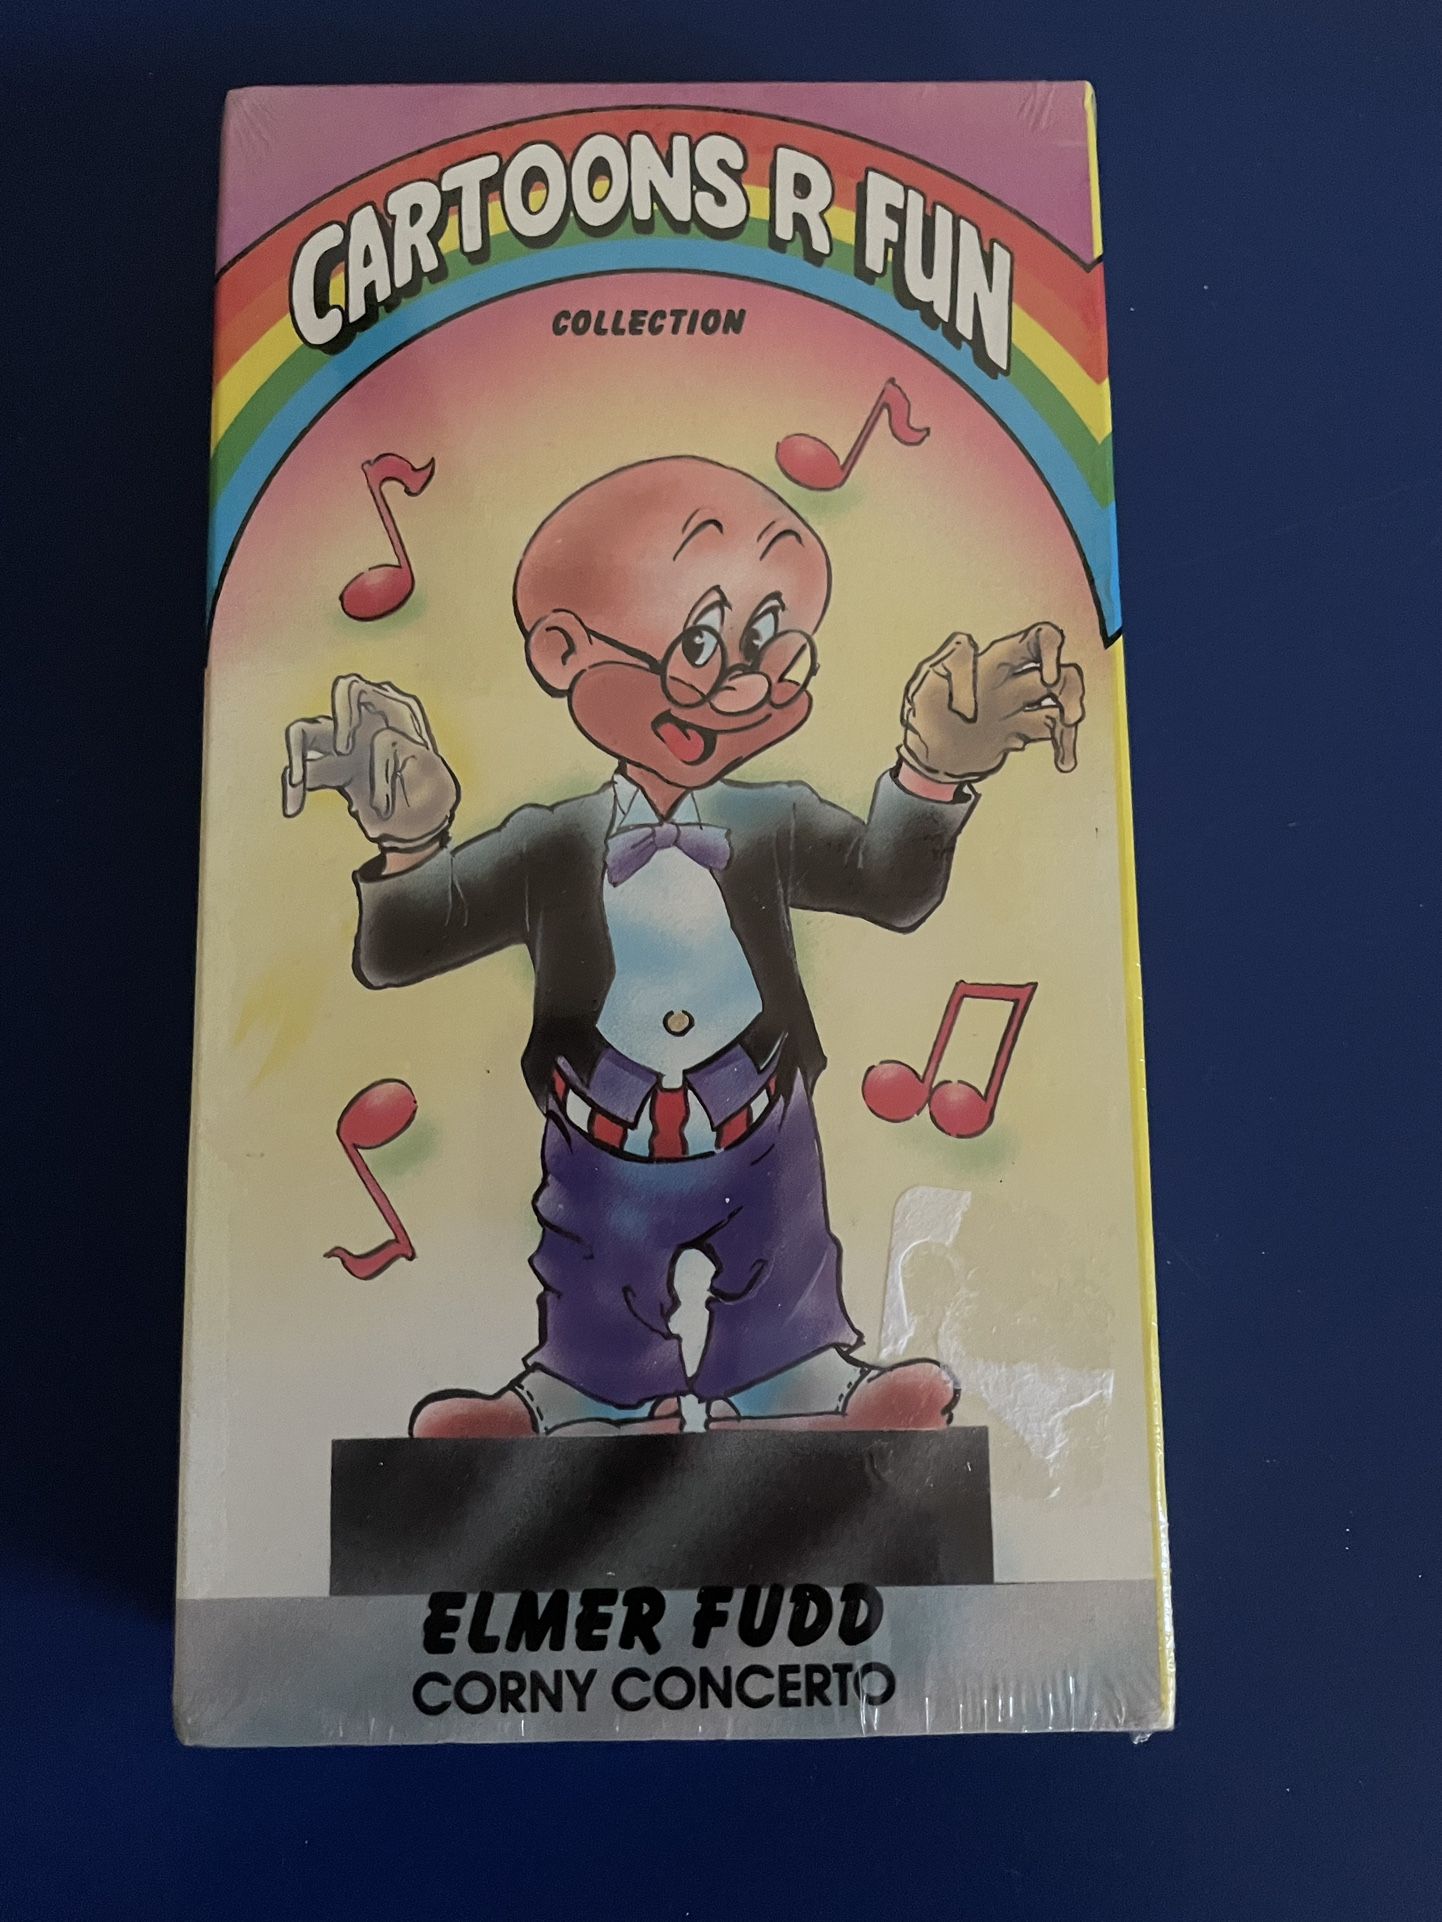 CARTOONS R FUN
COLLECTION
ELMER FUDD
CORNY CONCERTO